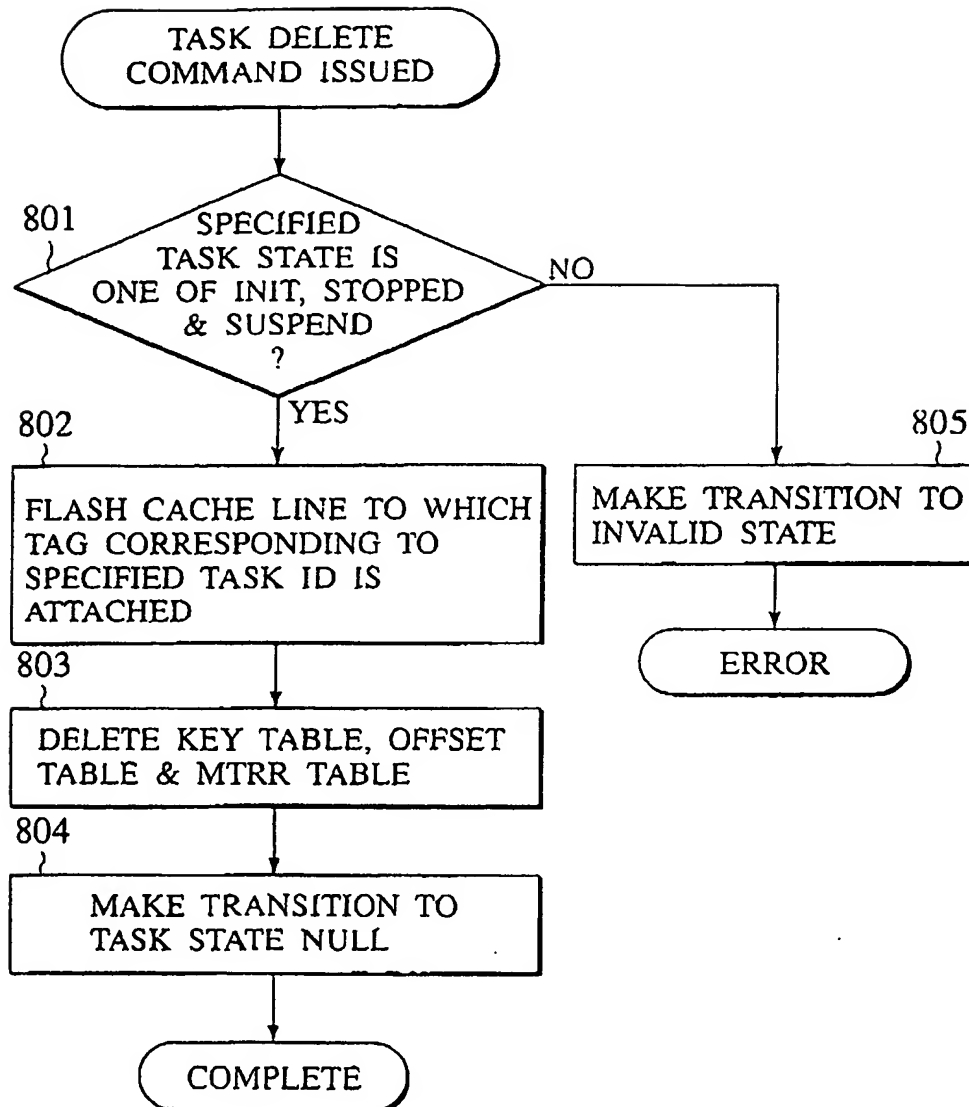 TASK DELETE
COMMAND ISSUED
801
SPECIFIED
TASK STATE IS
ONE OF INIT, STOPPED
& SUSPEND
?
NO
YES
802
FLASH CACHE LINE TO WHICH
TAG CORRESPONDING TO
SPECIFIED TASK ID IS
ATTACHED
805
MAKE TRANSITION TO
INVALID STATE
ERROR
803
DELETE KEY TABLE, OFFSET
TABLE & MTRR TABLE
804
MAKE TRANSITION TO
TASK STATE NULL
COMPLETE